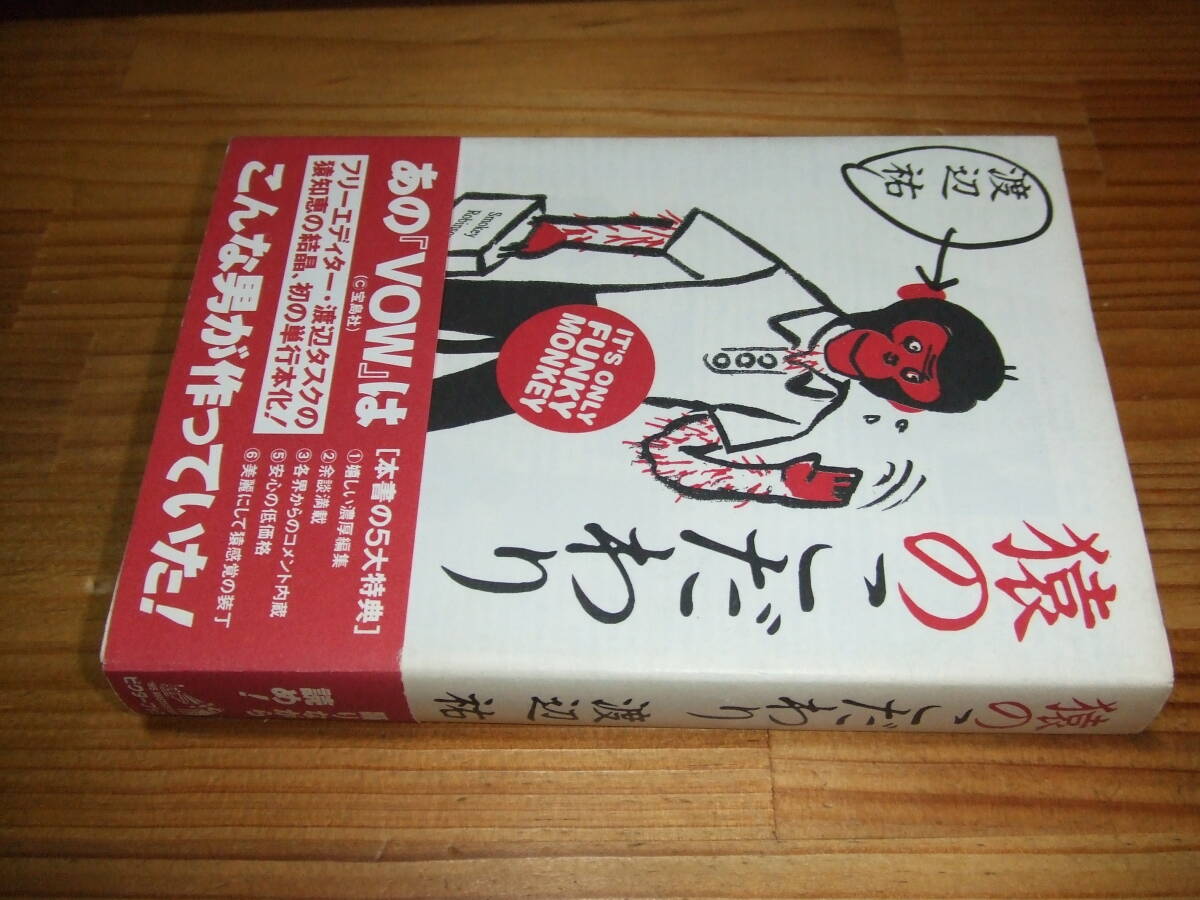 渡辺祐
Smokey
IT'S ONLY
FUNKY
MONKEY
猿の
こだわり
あの『VOW』は
(C宝島社)
フリーエディター・渡辺タスクの
猿知恵の結晶、初の単行本化!
こんな男が作っていった!
[本書の5大特典]
①嬉しい濃厚編集
②余談満載
③各界からのコメント内蔵
⑤安心の低価格
⑥美麗にして猿感覚の装丁
猿のこだわり 渡辺祐
読め!